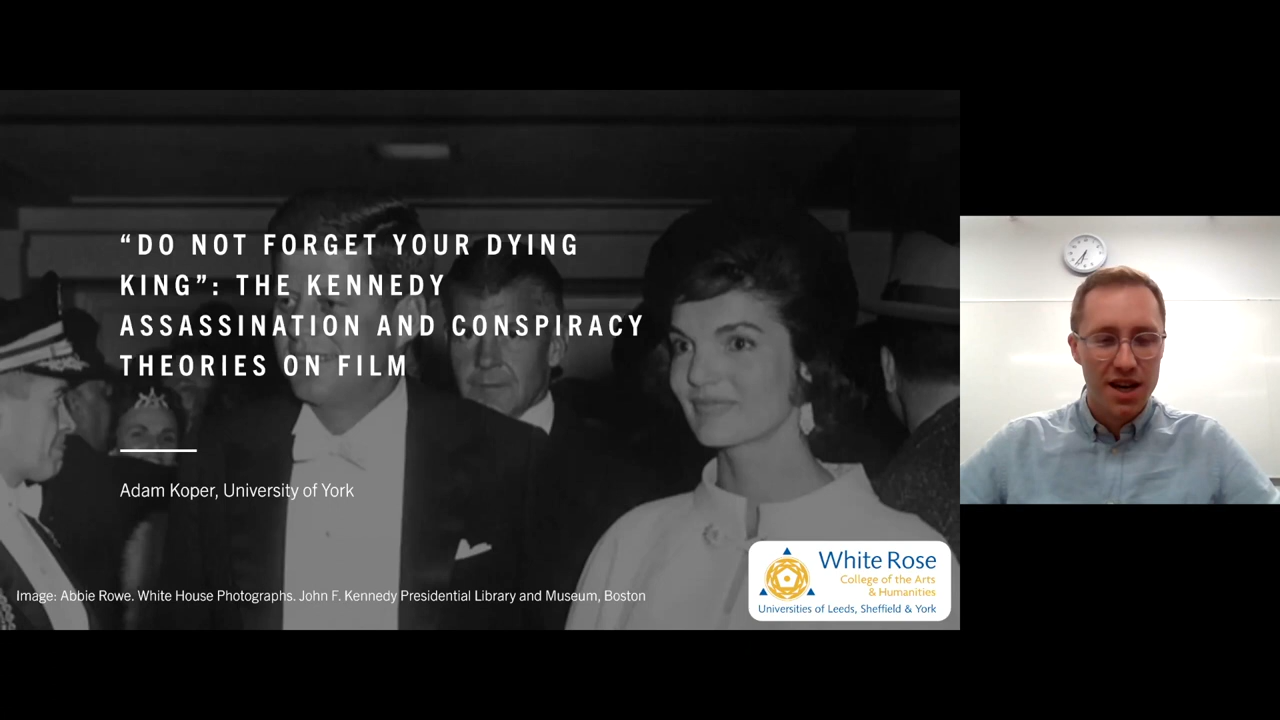 “DO NOT FORGET YOUR DYING
KING”: THE KENNEDY
ASSASSINATION AND CONSPIRACY
THEORIES ON FILM
Adam Koper, University of York
Image: Abbie Rowe. White House Photographs. John F. Kennedy Presidential Library and Museum, Boston
White Rose
College of the Arts
& Humanities
Universities of Leeds, Sheffield & York